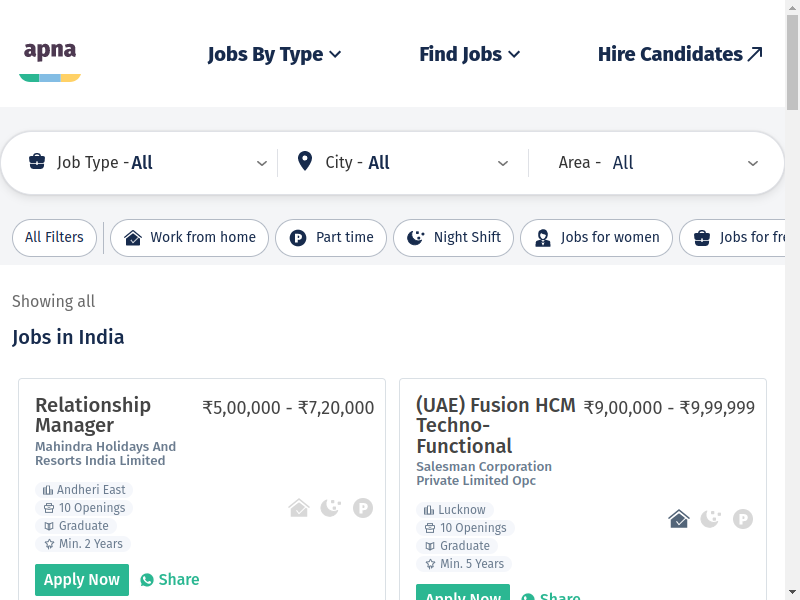 apna
Jobs By Type
Find Jobs
Hire Candidates
Job Type - All
City - All
Area - All
All Filters
Work from home
P Part time
Night Shift
Jobs for women
Jobs for fre
Showing all
Jobs in India
Relationship
Manager
₹5,00,000 - ₹7,20,000
Mahindra Holidays And
Resorts India Limited
Andheri East
10 Openings
Graduate
Min. 2 Years
P
Apply Now
Share
(UAE) Fusion HCM
Techno-
Functional
₹9,00,000 - ₹9,99,999
Salesman Corporation
Private Limited Opc
Lucknow
10 Openings
Graduate
Min. 5 Years
P
Apply Now
Share